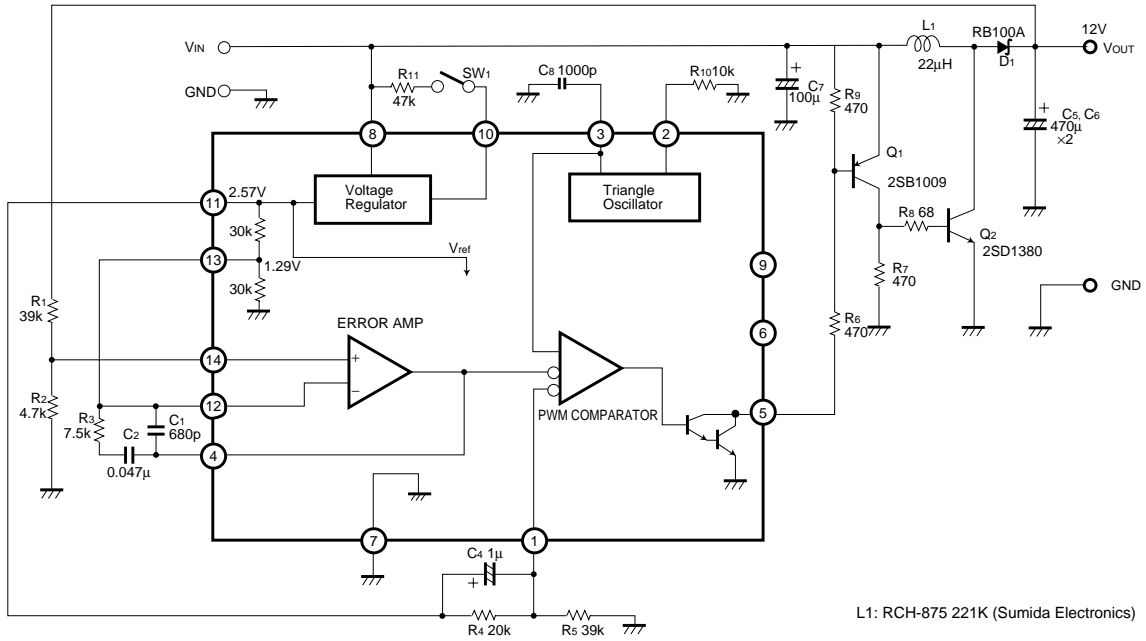 VIN
GND
R11
47k
SW1
C8 1000p
R10 10k
C7
100μ
R9
470
L1
22μH
RB100A
D1
12V
VOUT
C5, C6
470μ
×2
8
10
3
2
Voltage
Regulator
Triangle
Oscillator
11
2.57V
30k
13
1.29V
30k
Vref
9
6
Q1
2SB1009
R8 68
Q2
2SD1380
R7
470
R6
470
GND
R1
39k
ERROR AMP
14
+
−
12
4
R2
4.7k
R3
7.5k
C1
680p
C2
0.047μ
PWM COMPARATOR
5
7
1
C4 1μ
+
R4 20k
R5 39k
L1: RCH-875 221K (Sumida Electronics)